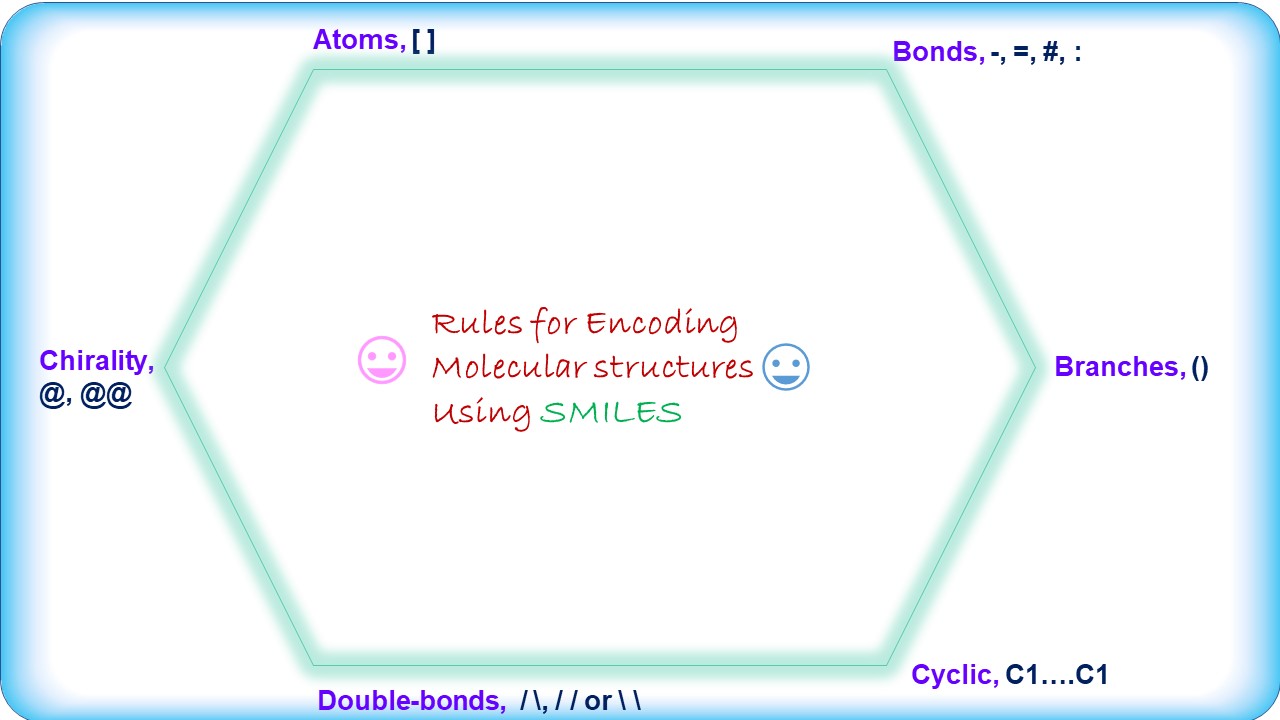 Atoms, [ ]
Bonds, -, =, #, :
Rules for Encoding
Molecular structures
Using SMILES
Chirality,
@, @@
Branches, ()
Cyclic, C1....C1
Double-bonds, / \, / / or \ \